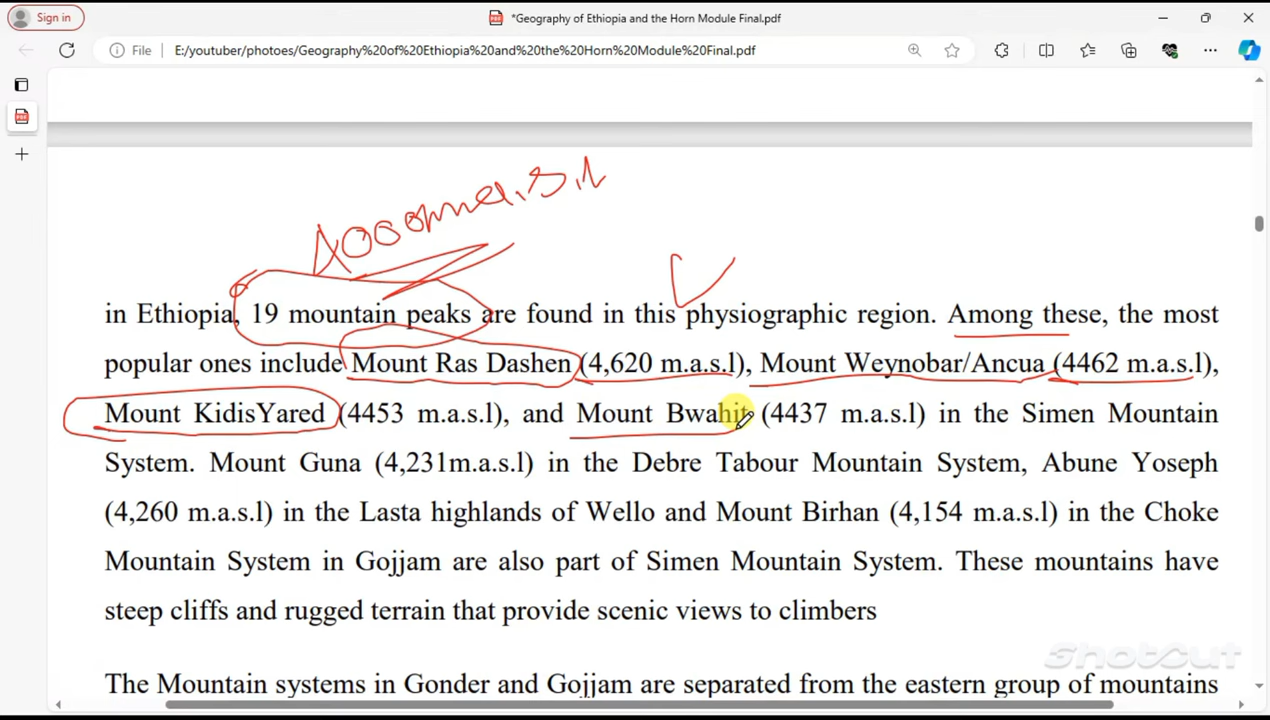 Sign in
*Geography of Ethiopia and the Horn Module Final.pdf
File E:/youtuber/photoes/Geography%20of%20Ethiopia%20and%20the%20Horn%20Module%20Final.pdf
4000m.a.s.l
in Ethiopia, 19 mountain peaks are found in this physiographic region. Among these, the most
popular ones include Mount Ras Dashen (4,620 m.a.s.l), Mount Weynobar/Ancua (4462 m.a.s.l),
Mount KidisYared (4453 m.a.s.l), and Mount Bwahit (4437 m.a.s.l) in the Simen Mountain
System. Mount Guna (4,231m.a.s.l) in the Debre Tabour Mountain System, Abune Yoseph
(4,260 m.a.s.l) in the Lasta highlands of Wello and Mount Birhan (4,154 m.a.s.l) in the Choke
Mountain System in Gojjam are also part of Simen Mountain System. These mountains have
steep cliffs and rugged terrain that provide scenic views to climbers
Shotcut
The Mountain systems in Gonder and Gojjam are separated from the eastern group of mountains